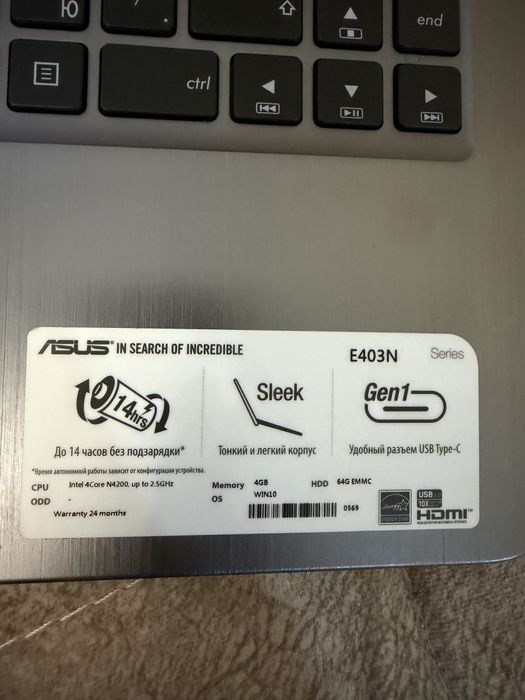 Ю
end
ctrl
ASUS IN SEARCH OF INCREDIBLE
E403N Series
14hrs
Sleek
Gen1
До 14 часов без подзарядки*
Тонкий и легкий корпус
Удобный разъем USB Type-C
*Время автономной работы зависит от конфигурации устройства.
CPU Intel 4Core N4200, up to 2.5GHz
ODD -
Warranty 24 months
Memory 4GB
OS WIN10
HDD 64G EMMC
0569
ENERGY STAR
USB
10X
HDMI